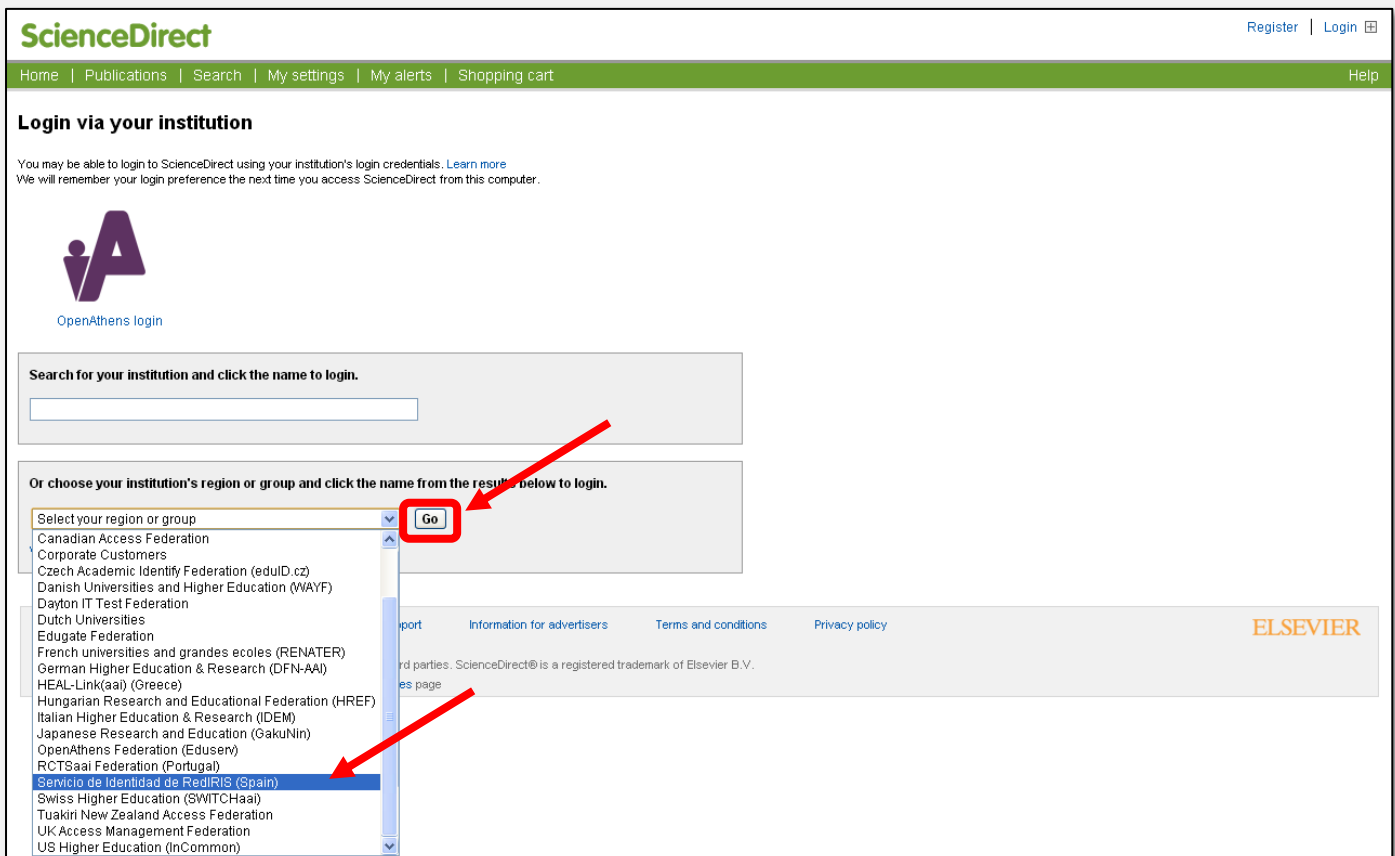 ScienceDirect
Register | Login
Home | Publications | Search | My settings | My alerts | Shopping cart
Help
Login via your institution
You may be able to login to ScienceDirect using your institution's login credentials. Learn more
We will remember your login preference the next time you access ScienceDirect from this computer.
OpenAthens login
Search for your institution and click the name to login.
Or choose your institution's region or group and click the name from the results below to login.
Select your region or group
Go
Canadian Access Federation
Corporate Customers
Czech Academic Identify Federation (eduID.cz)
Danish Universities and Higher Education (WAYF)
Dayton IT Test Federation
Dutch Universities
Edugate Federation
French universities and grandes ecoles (RENATER)
German Higher Education & Research (DFN-AAI)
HEAL-Link(aai) (Greece)
Hungarian Research and Educational Federation (HREF)
Italian Higher Education & Research (IDEM)
Japanese Research and Education (GakuNin)
OpenAthens Federation (Eduserv)
RCTSaai Federation (Portugal)
Servicio de Identidad de RedIRIS (Spain)
Swiss Higher Education (SWITCHaai)
Tuakiri New Zealand Access Federation
UK Access Management Federation
US Higher Education (InCommon)
Information for advertisers
Terms and conditions
Privacy policy
ELSEVIER
parties. ScienceDirect® is a registered trademark of Elsevier B.V.
page